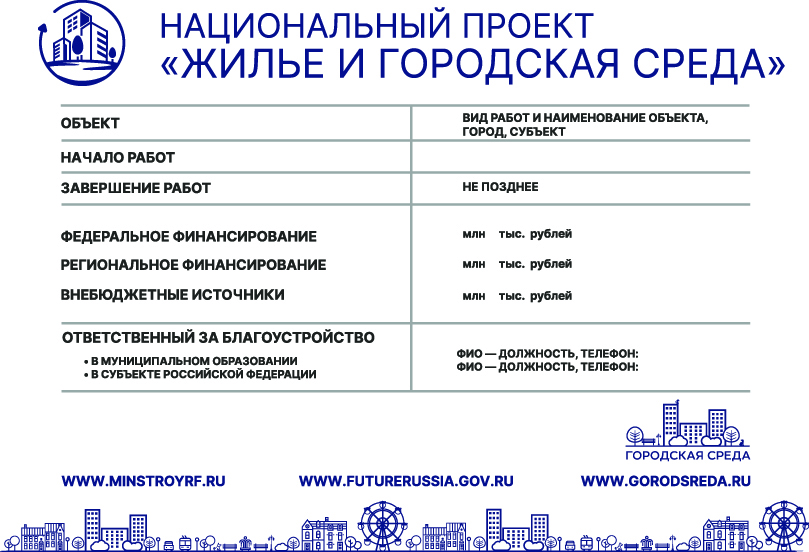 НАЦИОНАЛЬНЫЙ ПРОЕКТ
«ЖИЛЬЕ И ГОРОДСКАЯ СРЕДА»
ОБЪЕКТ
ВИД РАБОТ И НАИМЕНОВАНИЕ ОБЪЕКТА,
ГОРОД, СУБЪЕКТ
НАЧАЛО РАБОТ
ЗАВЕРШЕНИЕ РАБОТ
НЕ ПОЗДНЕЕ
ФЕДЕРАЛЬНОЕ ФИНАНСИРОВАНИЕ
млн тыс. рублей
РЕГИОНАЛЬНОЕ ФИНАНСИРОВАНИЕ
млн тыс. рублей
ВНЕБЮДЖЕТНЫЕ ИСТОЧНИКИ
млн тыс. рублей
ОТВЕТСТВЕННЫЙ ЗА БЛАГОУСТРОЙСТВО
• В МУНИЦИПАЛЬНОМ ОБРАЗОВАНИИ
• В СУБЪЕКТЕ РОССИЙСКОЙ ФЕДЕРАЦИИ
ФИО — ДОЛЖНОСТЬ, ТЕЛЕФОН:
ФИО — ДОЛЖНОСТЬ, ТЕЛЕФОН:
ГОРОДСКАЯ СРЕДА
WWW.MINSTROYRF.RU
WWW.FUTURERUSSIA.GOV.RU
WWW.GORODSREDA.RU